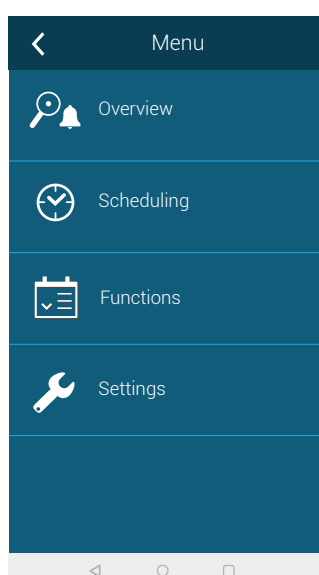 Menu
Overview
Scheduling
Functions
Settings